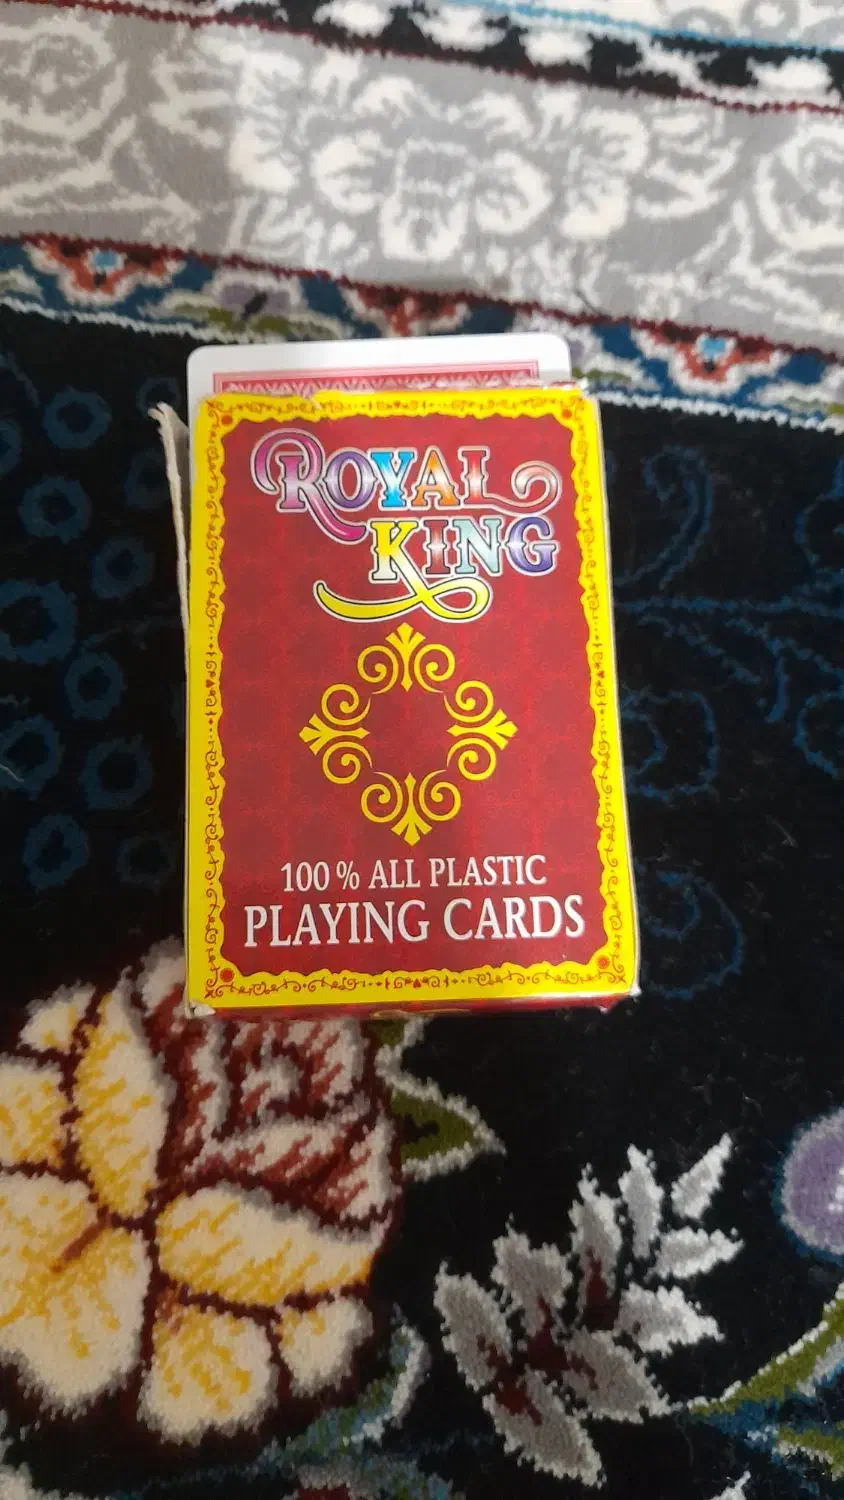 ROYAL
KING
100 % ALL PLASTIC
PLAYING CARDS